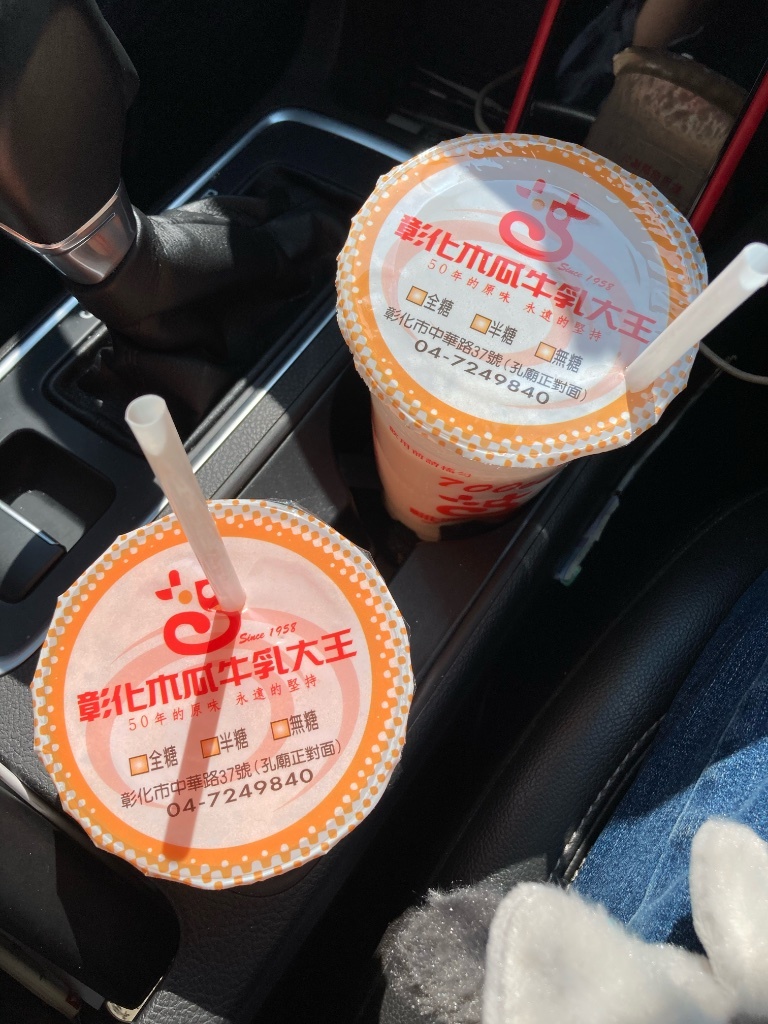 Since 1958
彰化木瓜牛乳大王
50年的原味 永遠的堅持
全糖 半糖 無糖
彰化市中華路37號(孔廟正對面)
04-7249840
700
Since 1958
彰化木瓜牛乳大王
50年的原味 永遠的堅持
全糖 半糖 無糖
彰化市中華路37號(孔廟正對面)
04-7249840